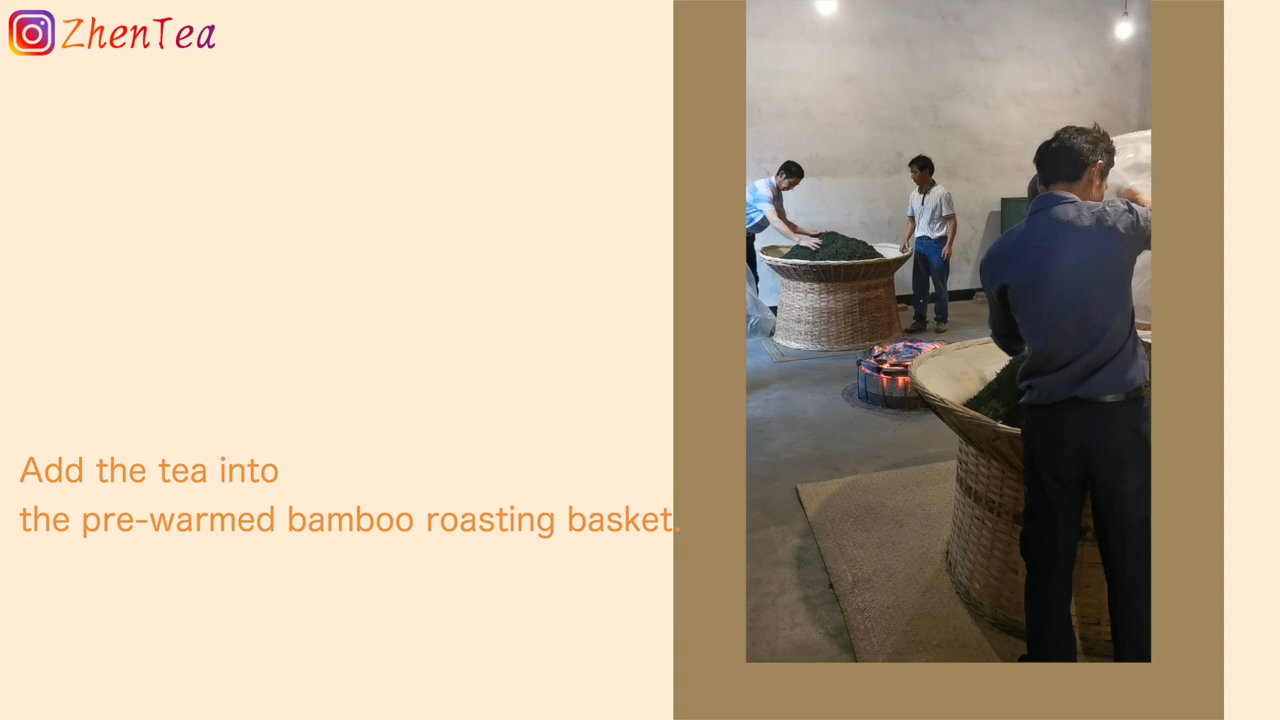 ZhenTea
Add the tea into
the pre-warmed bamboo roasting basket.